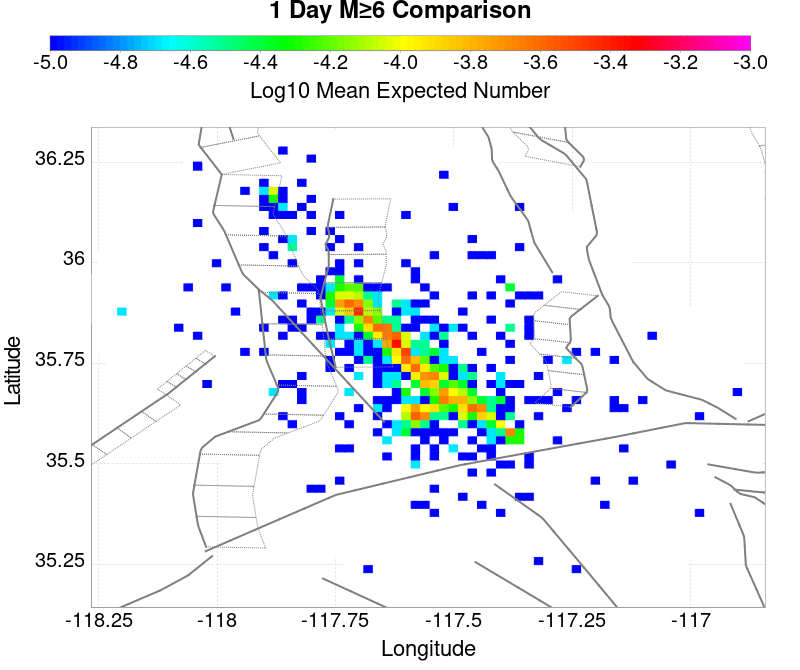 1 Day M≥6 Comparison
-5.0 -4.8 -4.6 -4.4 -4.2 -4.0 -3.8 -3.6 -3.4 -3.2 -3.0
Log10 Mean Expected Number
36.25
36
35.75
35.5
35.25
Latitude
-118.25 -118 -117.75 -117.5 -117.25 -117
Longitude